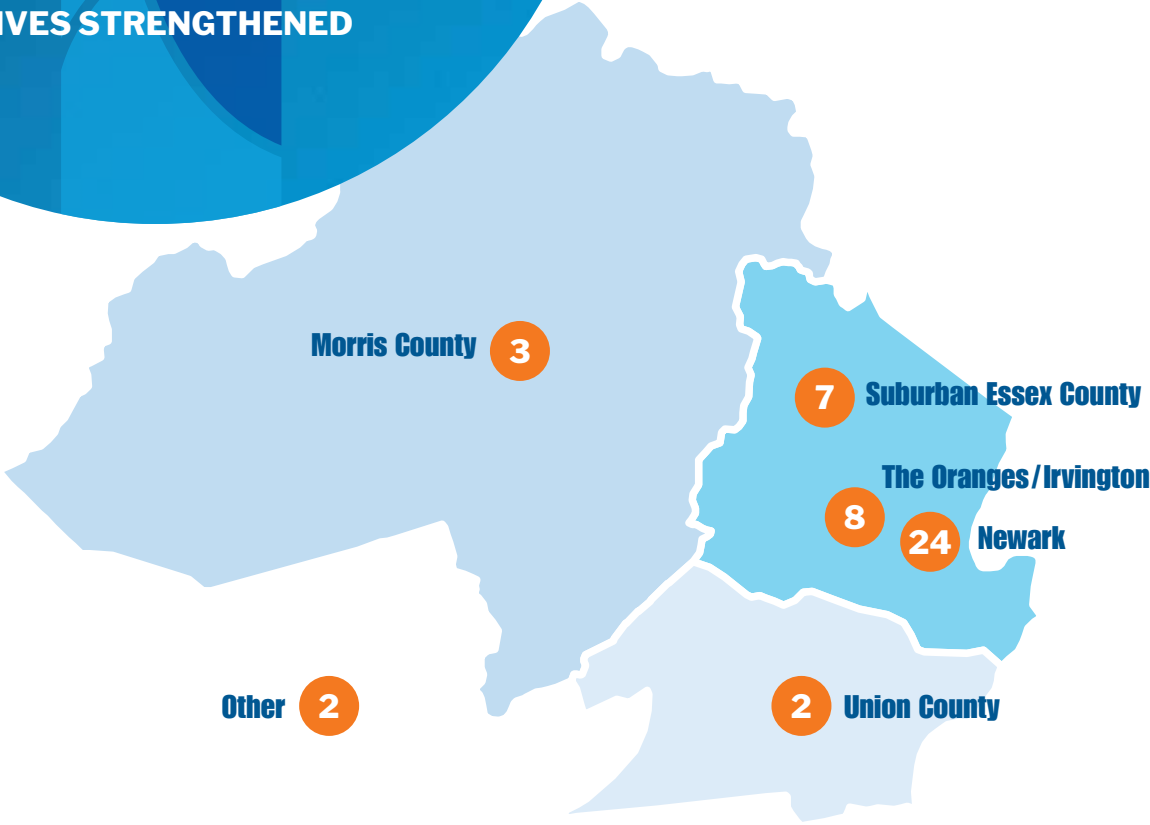 STRENGTHENED
Morris County 3
7 Suburban Essex County
The Oranges/Irvington
8
24 Newark
Other 2
2 Union County